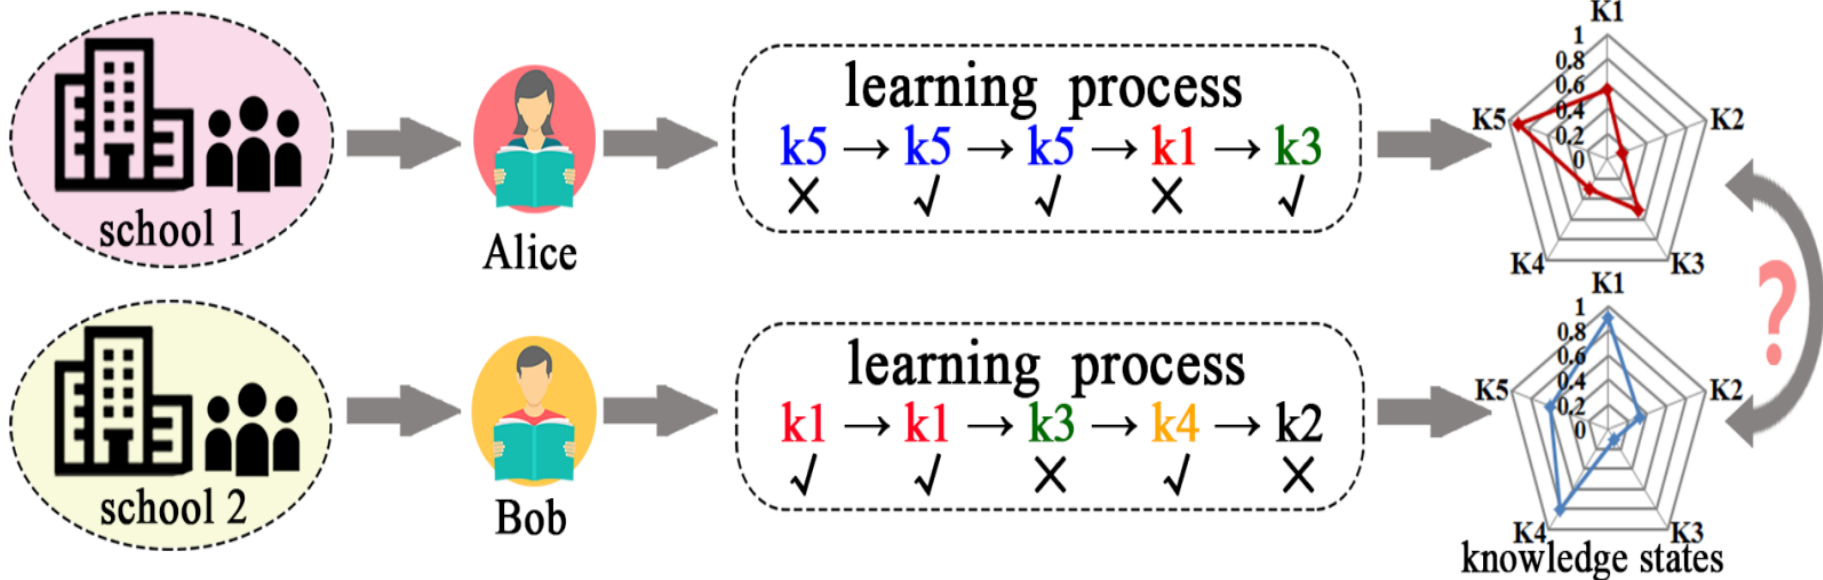 school 1
Alice
learning process
k5 → k5 → k5 → k1 → k3
X √ √ X √
K1
1
0.8
0.6
0.4
0.2
0
K5
K2
K4
K3
school 2
Bob
learning process
k1 → k1 → k3 → k4 → k2
√ √ X √ X
K1
1
0.8
0.6
0.4
0.2
0
K5
K2
K4
K3
knowledge states
?